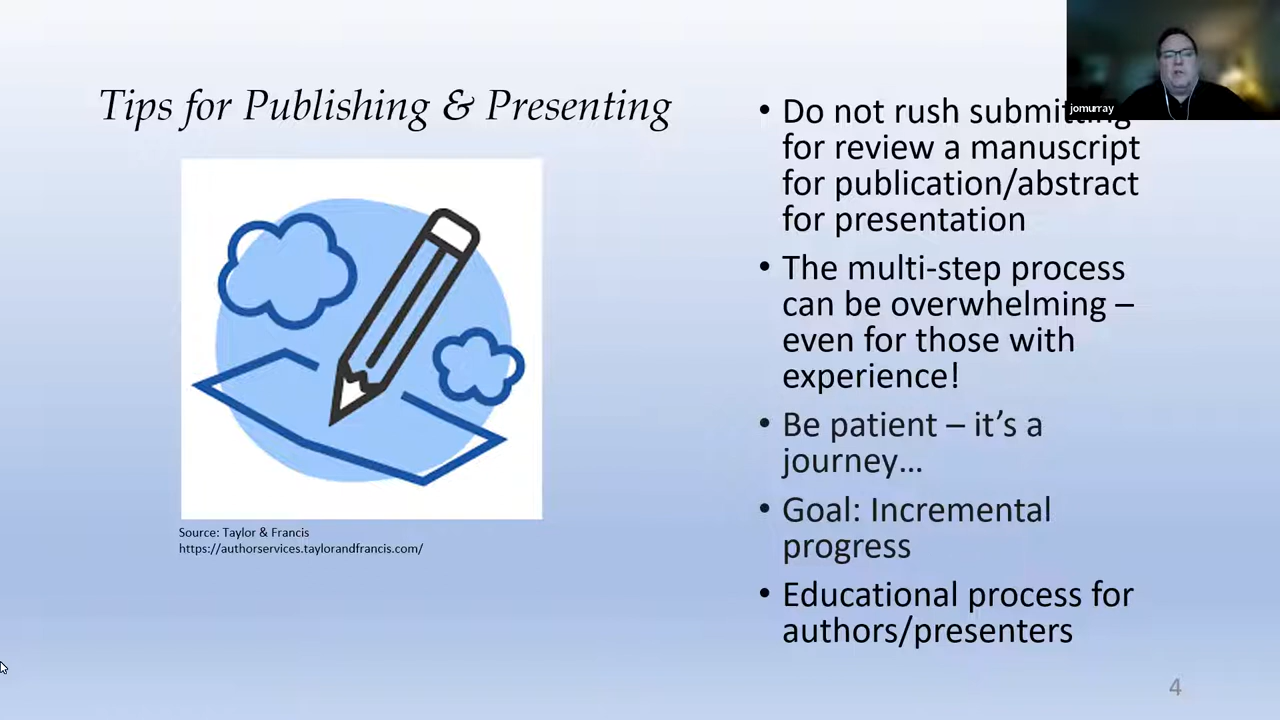 Tips for Publishing & Presenting
Source: Taylor & Francis
https://authorservices.taylorandfrancis.com/
• Do not rush submitting
for review a manuscript
for publication/abstract
for presentation
• The multi-step process
can be overwhelming –
even for those with
experience!
• Be patient – it’s a
journey…
• Goal: Incremental
progress
• Educational process for
authors/presenters
jomurray
4